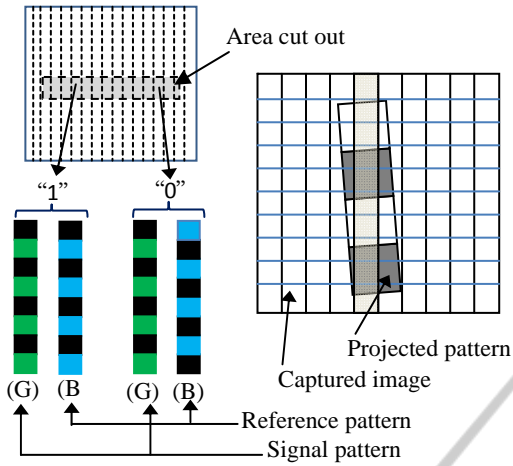 Area cut out
“1”
“0”
Projected pattern
Captured image
(G) (B (G) (B)
Reference pattern
Signal pattern